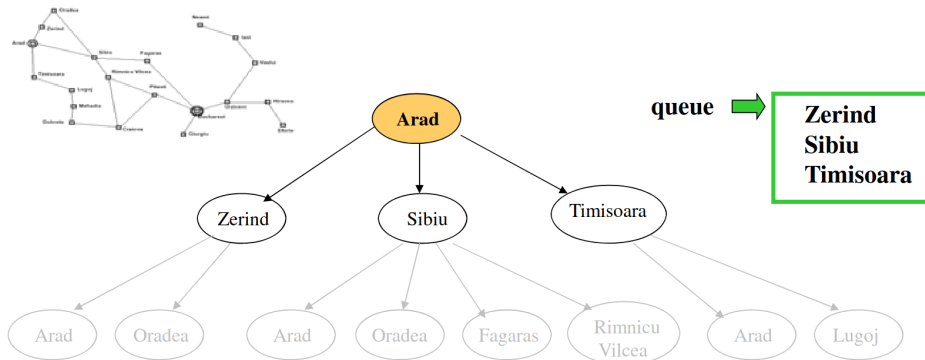 Oradea
Neamt
Zerind
Iasi
Arad
Sibiu
Fagaras
Vaslui
Timisoara
Rimnicu Vilcea
Lugoj
Pitesti
Mehadia
Hirsova
Urziceni
Bucharest
Dobreta
Craiova
Giurgiu
Eforie
Arad
queue
Zerind
Sibiu
Timisoara
Zerind
Sibiu
Timisoara
Arad
Oradea
Arad
Oradea
Fagaras
Rimnicu
Vilcea
Arad
Lugoj